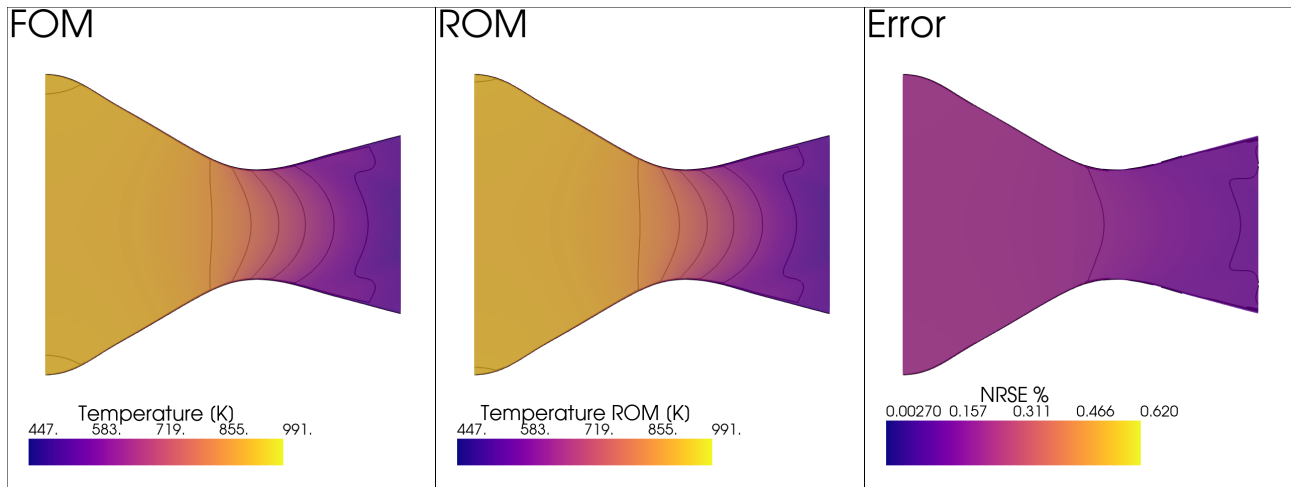 FOM
ROM
Error
Temperature (K)
447. 583. 719. 855. 991.
Temperature ROM (K)
447. 583. 719. 855. 991.
NRSE %
0.00270 0.157 0.311 0.466 0.620